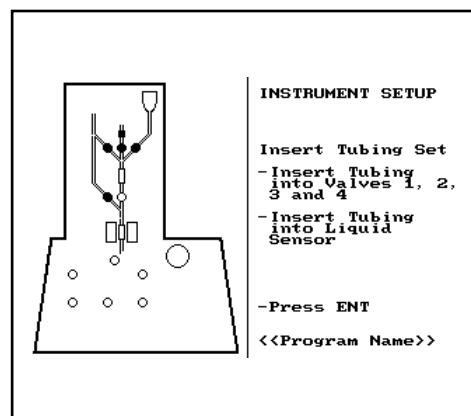 INSTRUMENT SETUP
Insert Tubing Set
-Insert Tubing
into Valves 1, 2,
3 and 4
-Insert Tubing
into Liquid
Sensor
-Press ENT
<<Program Name>>